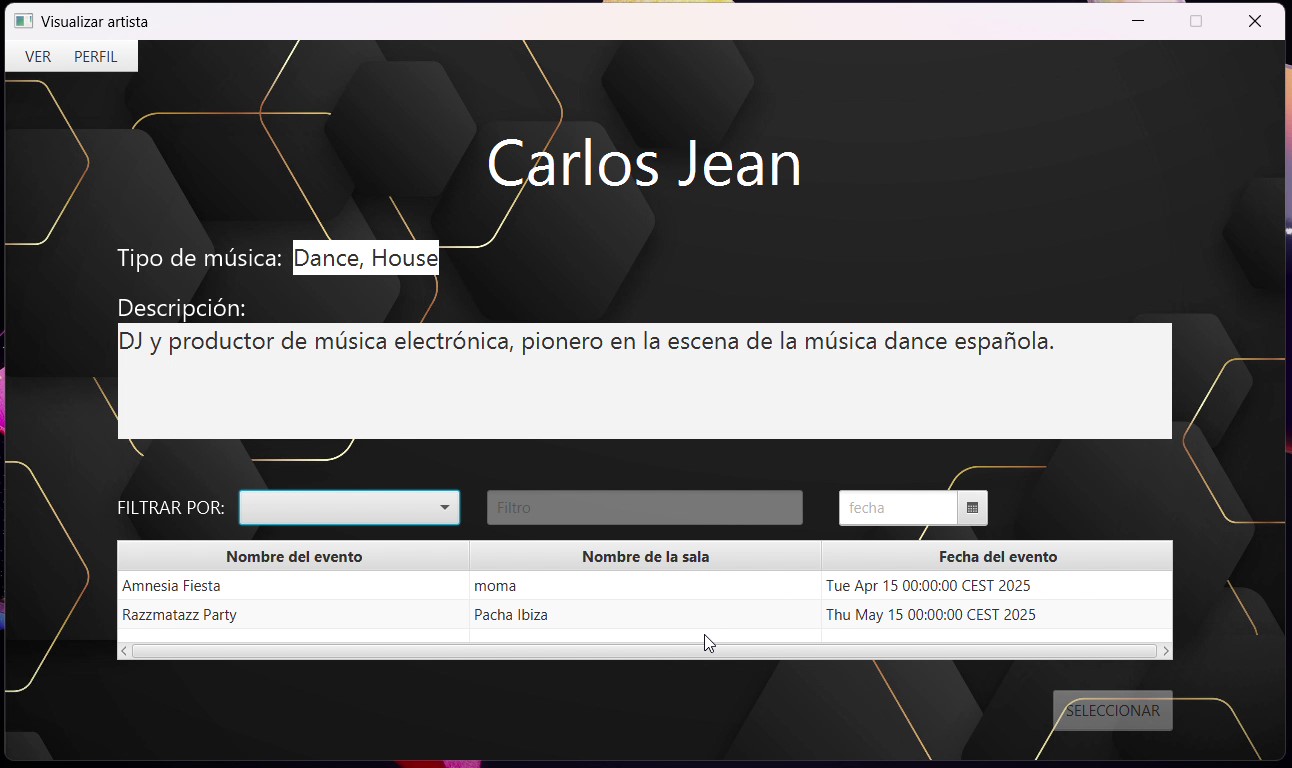 Visualizar artista
VER PERFIL
Carlos Jean
Tipo de música: Dance, House
Descripción:
DJ y productor de música electrónica, pionero en la escena de la música dance española.
FILTRAR POR: Filtro fecha
Nombre del evento Nombre de la sala Fecha del evento
Amnesia Fiesta moma Tue Apr 15 00:00:00 CEST 2025
Razzmatazz Party Pacha Ibiza Thu May 15 00:00:00 CEST 2025
SELECCIONAR